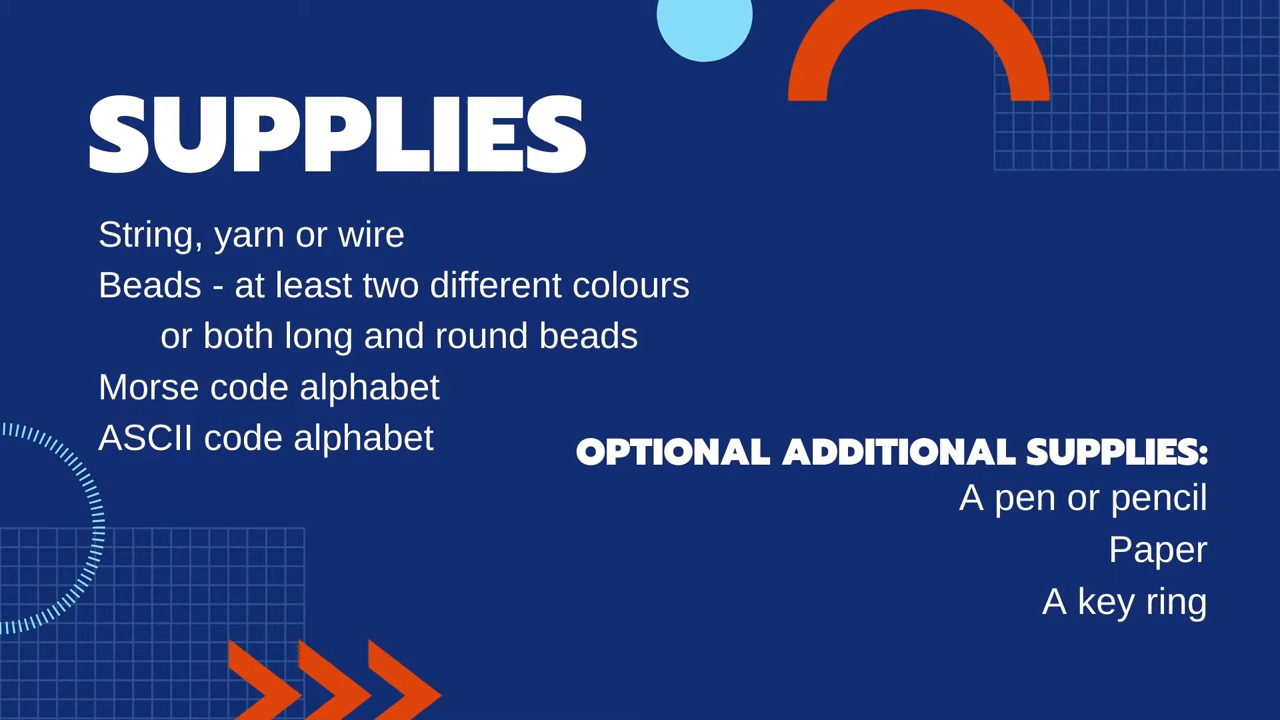 SUPPLIES
String, yarn or wire
Beads - at least two different colours
or both long and round beads
Morse code alphabet
ASCII code alphabet
OPTIONAL ADDITIONAL SUPPLIES:
A pen or pencil
Paper
A key ring